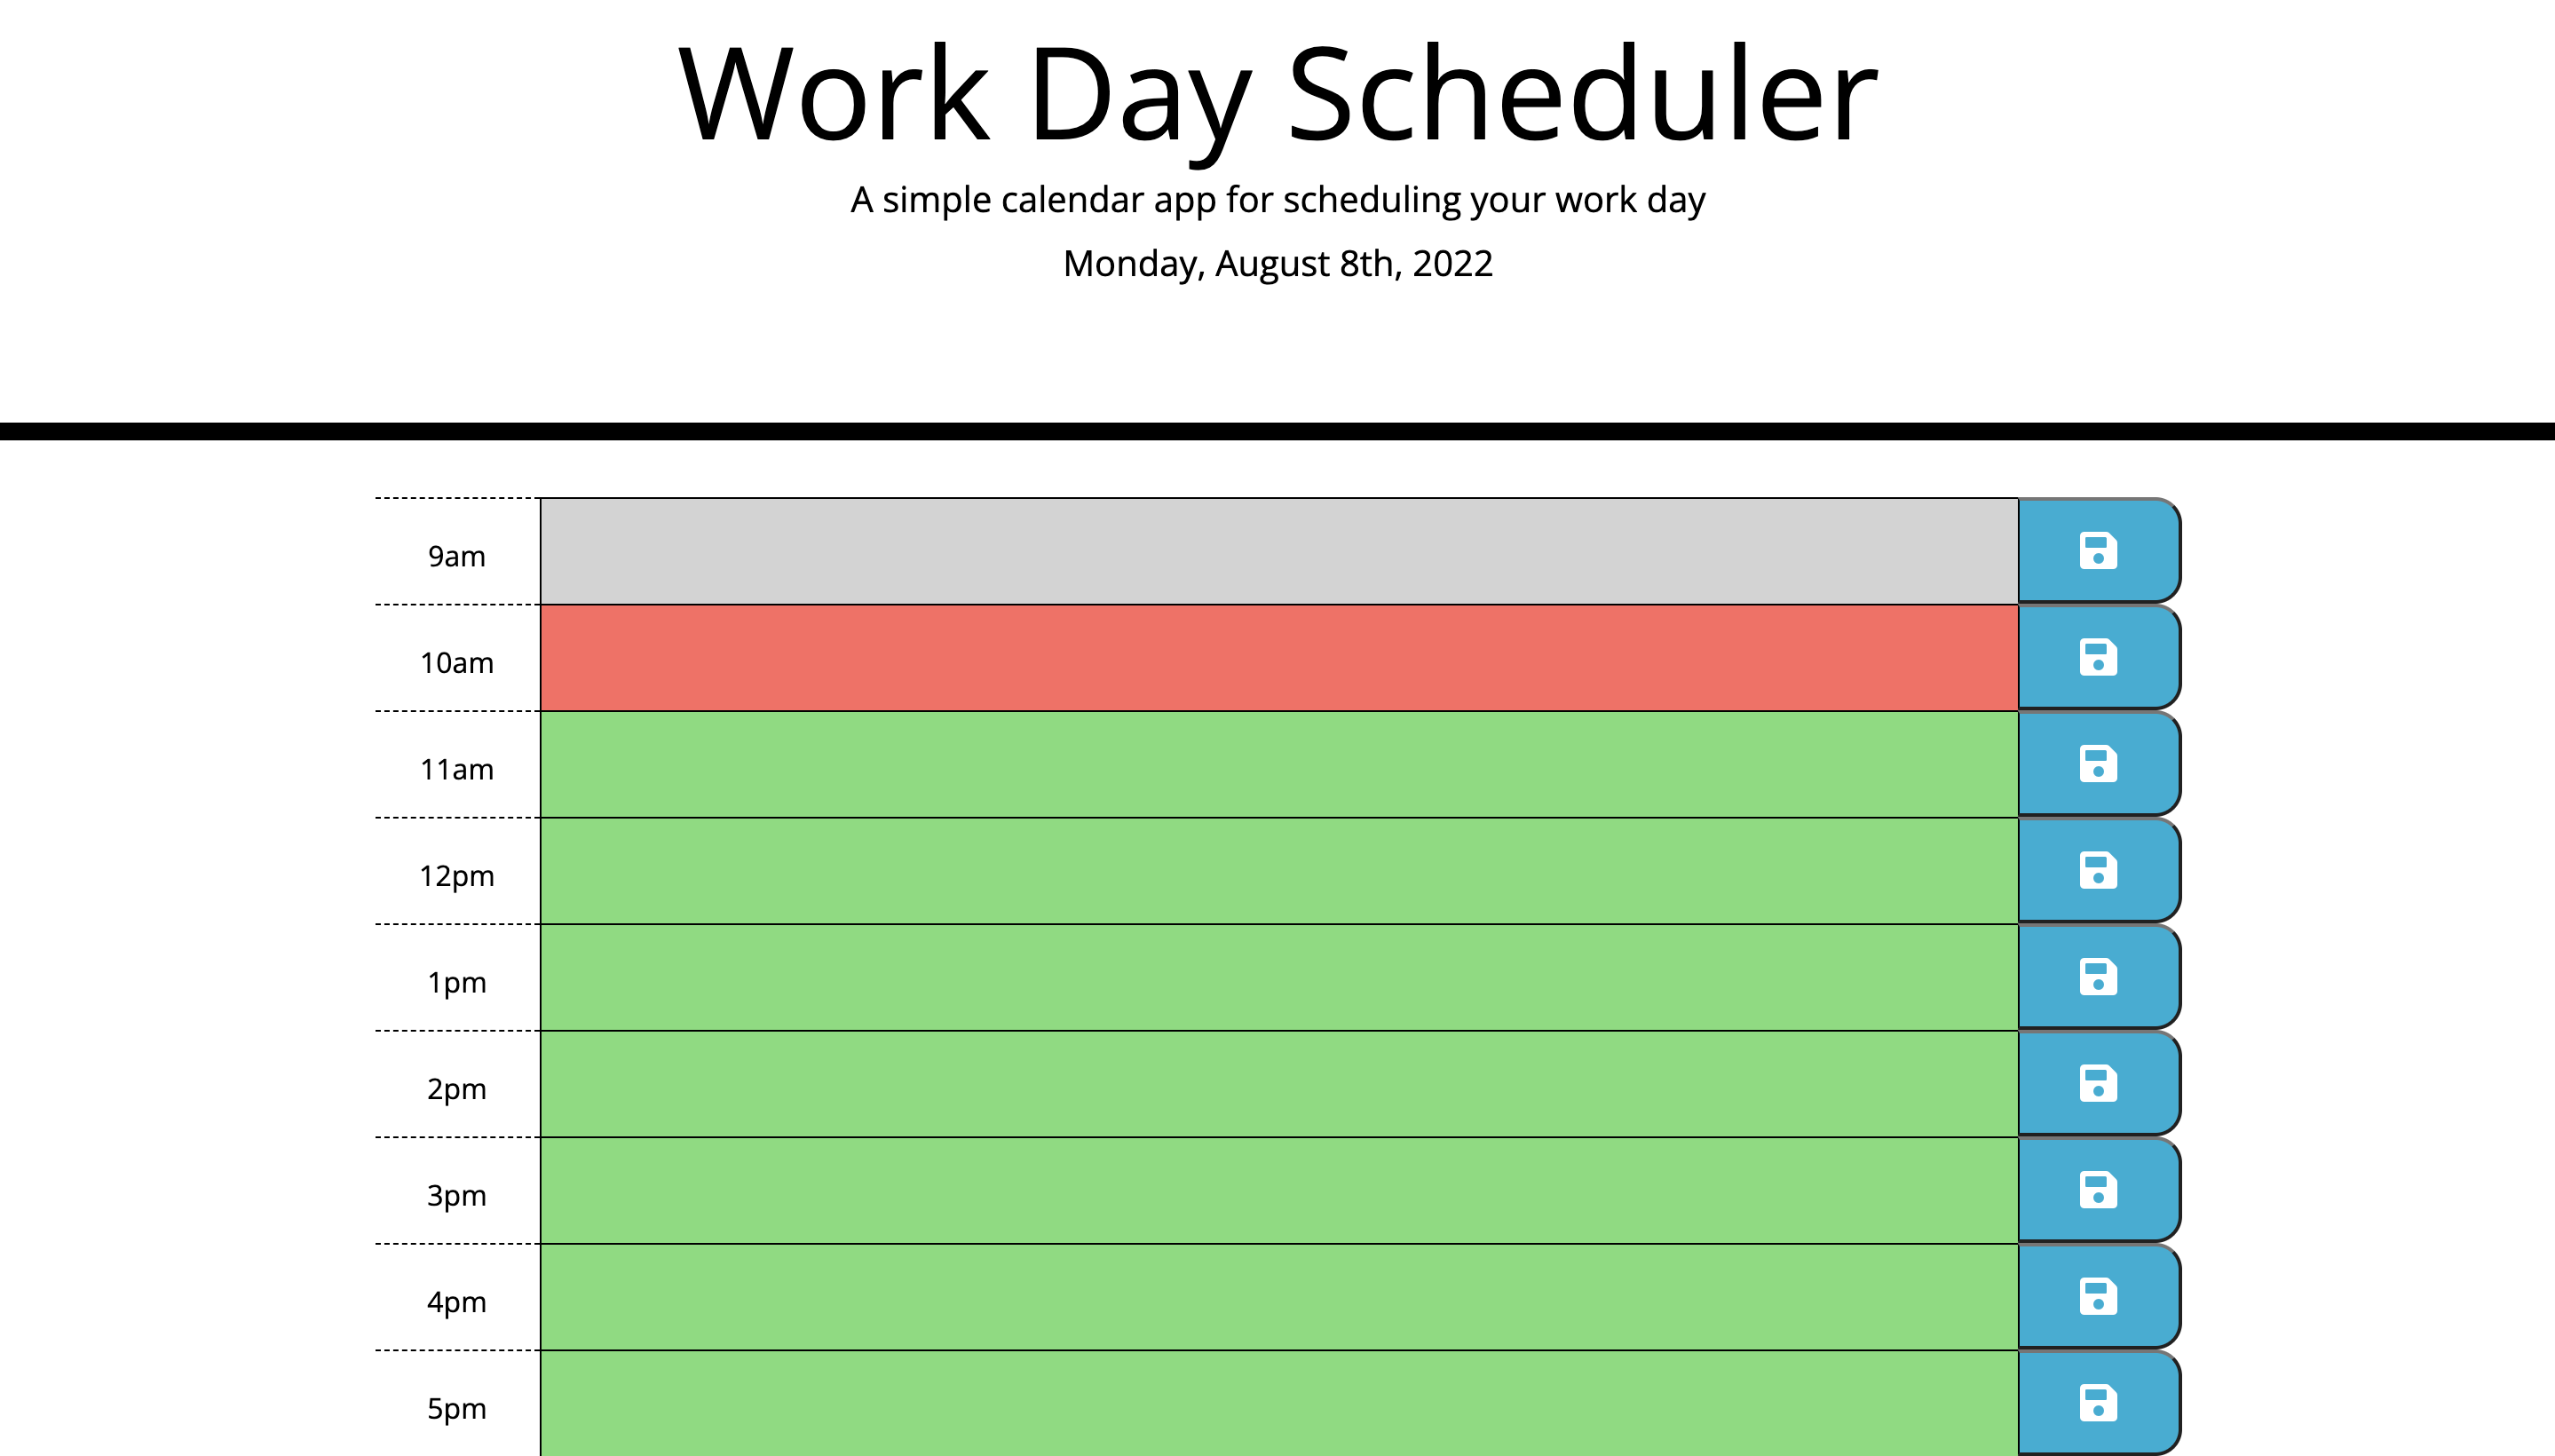 Work Day Scheduler
A simple calendar app for scheduling your work day
Monday, August 8th, 2022
9am
10am
11am
12pm
1pm
2pm
3pm
4pm
5pm